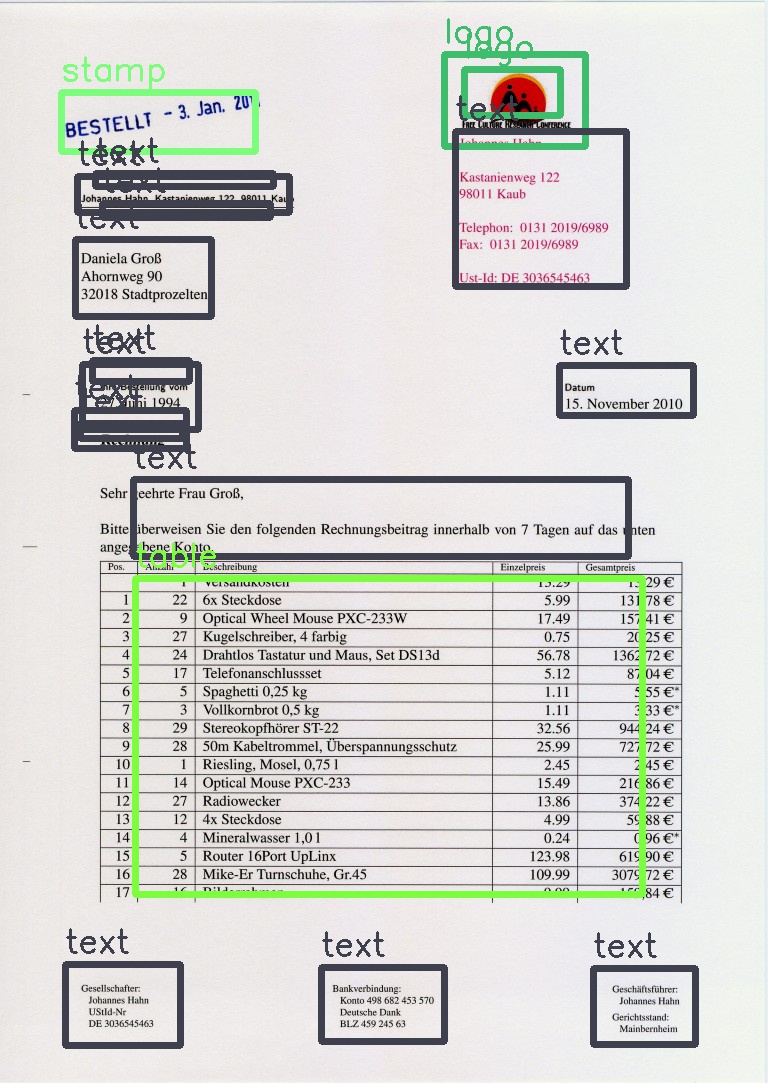 logo
logo
stamp
BESTELLT - 3. Jan.
text
FREE CULTURE RESEARCH CONFERENCE
Johannes Hahn
Kastanienweg 122
98011 Kaub
Telephon: 0131 2019/6989
Fax: 0131 2019/6989
Ust-Id: DE 3036545463
text
text
text
Johannes Hahn, Kastanienweg 122, 98011 Kaub
text
Daniela Groß
Ahornweg 90
32018 Stadtprozelten
text
text
Bestellung vom
Juni 1994
text
text
text
Datum
15. November 2010
Rechnung
text
Sehr geehrte Frau Groß,
Bitte überweisen Sie den folgenden Rechnungsbeitrag innerhalb von 7 Tagen auf das unten
angegebene Konto.
table
Pos. Anzahl Beschreibung Einzelpreis Gesamtpreis
1 Versandkosten 15.29 15.29 €
1 22 6x Steckdose 5.99 131.78 €
2 9 Optical Wheel Mouse PXC-233W 17.49 157.41 €
3 27 Kugelschreiber, 4 farbig 0.75 20.25 €
4 24 Drahtlos Tastatur und Maus, Set DS13d 56.78 1362.72 €
5 17 Telefonanschlussset 5.12 87.04 €
6 5 Spaghetti 0,25 kg 1.11 5.55 €*
7 3 Vollkornbrot 0,5 kg 1.11 3.33 €*
8 29 Stereokopfhörer ST-22 32.56 944.24 €
9 28 50m Kabeltrommel, Überspannungsschutz 25.99 727.72 €
10 1 Riesling, Mosel, 0,75 l 2.45 2.45 €
11 14 Optical Mouse PXC-233 15.49 216.86 €
12 27 Radiowecker 13.86 374.22 €
13 12 4x Steckdose 4.99 59.88 €
14 4 Mineralwasser 1,0 l 0.24 0.96 €*
15 5 Router 16Port UpLinx 123.98 619.90 €
16 28 Mike-Er Turnschuhe, Gr.45 109.99 3079.72 €
17 16 Bilderrahmen 9.99 159.84 €
text
Gesellschafter:
Johannes Hahn
UStId-Nr
DE 3036545463
text
Bankverbindung:
Konto 498 682 453 570
Deutsche Dank
BLZ 459 245 63
text
Geschäftsführer:
Johannes Hahn
Gerichtsstand:
Mainbernheim